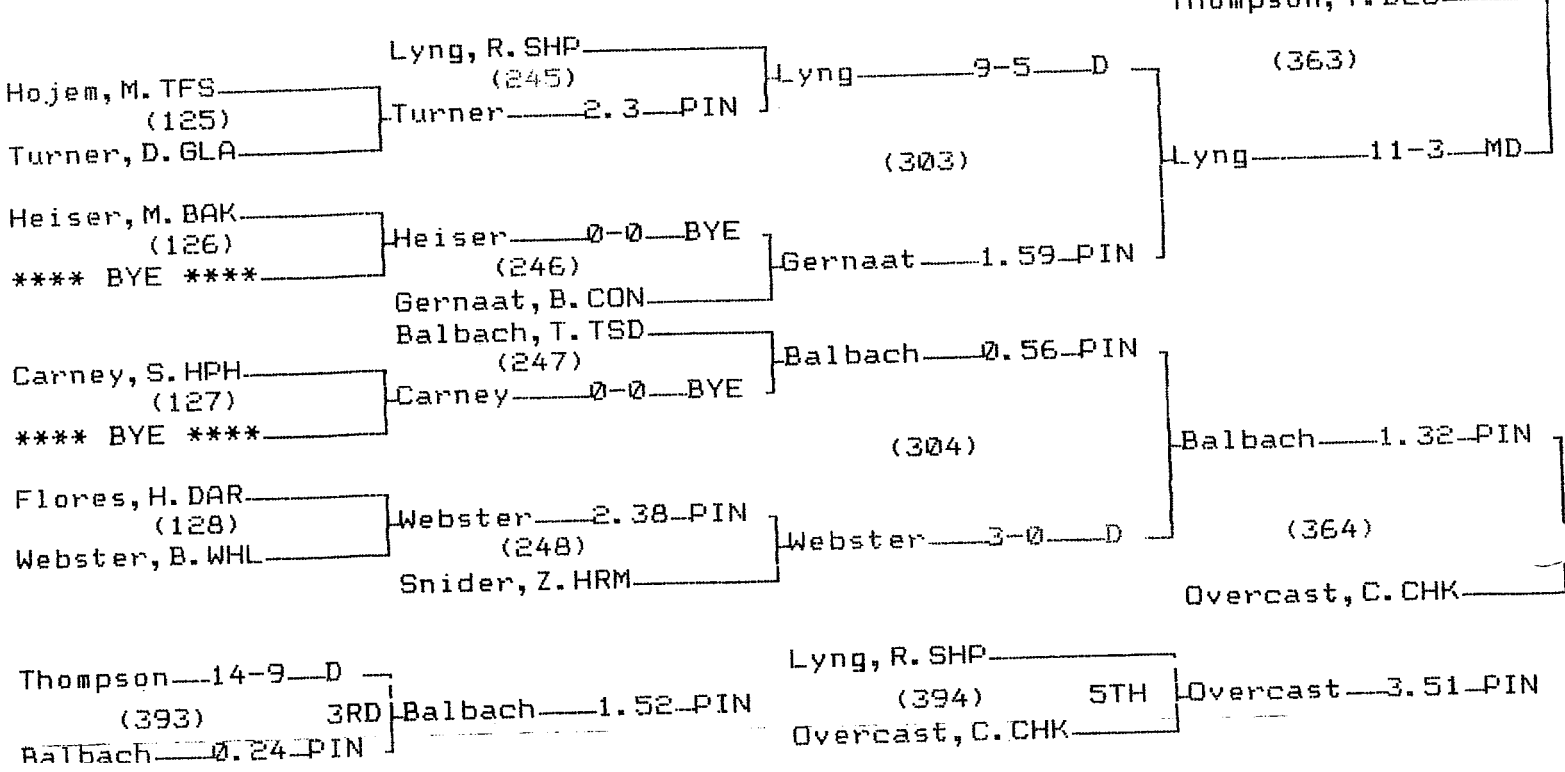 Thompson,
Lyng, R. SHP
(245)
Lyng 9-5 D
(363)
Hojem, M. TFS
(125)
Turner 2.3 PIN
Turner, D. GLA
(303)
Lyng 11-3 MD
Heiser, M. BAK
(126)
Heiser 0-0 BYE
**** BYE ****
(246)
Gernaat 1.59 PIN
Gernaat, B. CON
Balbach, T. TSD
(247)
Balbach 0.56 PIN
Carney, S. HPH
(127)
Carney 0-0 BYE
**** BYE ****
(304)
Balbach 1.32 PIN
Flores, H. DAR
(128)
Webster 2.38 PIN
Webster, B. WHL
(248)
Webster 3-0 D
(364)
Snider, Z. HRM
Overcast, C. CHK
Thompson 14-9 D
(393) 3RD Balbach 1.52 PIN
Balbach 0.24 PIN
Lyng, R. SHP
(394) 5TH Overcast 3.51 PIN
Overcast, C. CHK